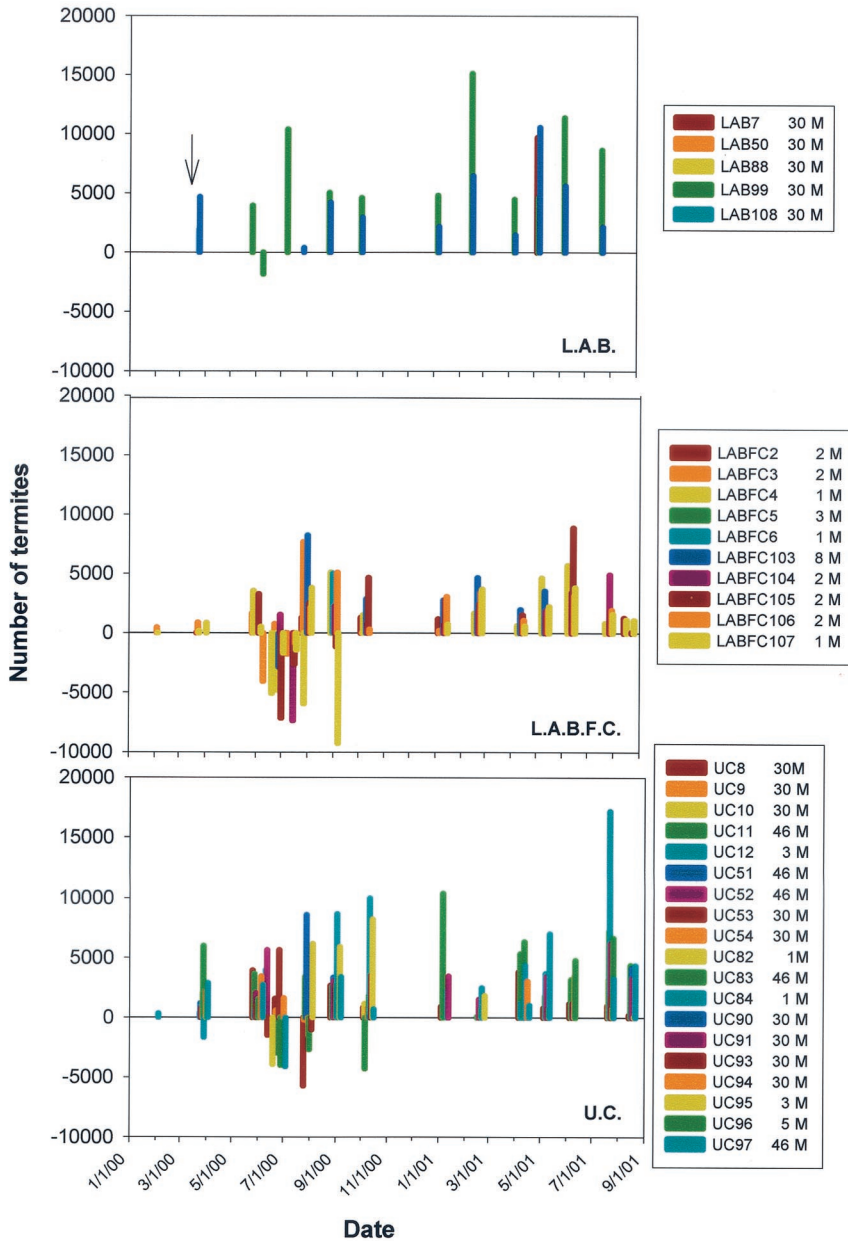 20000
15000
10000
5000
0
-5000
-10000
L.A.B.
LAB7 30 M
LAB50 30 M
LAB88 30 M
LAB99 30 M
LAB108 30 M
Number of termites
20000
15000
10000
5000
0
-5000
-10000
L.A.B.F.C.
LABFC2 2 M
LABFC3 2 M
LABFC4 1 M
LABFC5 3 M
LABFC6 1 M
LABFC103 8 M
LABFC104 2 M
LABFC105 2 M
LABFC106 2 M
LABFC107 1 M
20000
15000
10000
5000
0
-5000
-10000
U.C.
UC8 30M
UC9 30 M
UC10 30 M
UC11 46 M
UC12 3 M
UC51 46 M
UC52 46 M
UC53 30 M
UC54 30 M
UC82 1M
UC83 46 M
UC84 1 M
UC90 30 M
UC91 30 M
UC93 30 M
UC94 30 M
UC95 3 M
UC96 5 M
UC97 46 M
1/1/00 3/1/00 5/1/00 7/1/00 9/1/00 11/1/00 1/1/01 3/1/01 5/1/01 7/1/01 9/1/01
Date